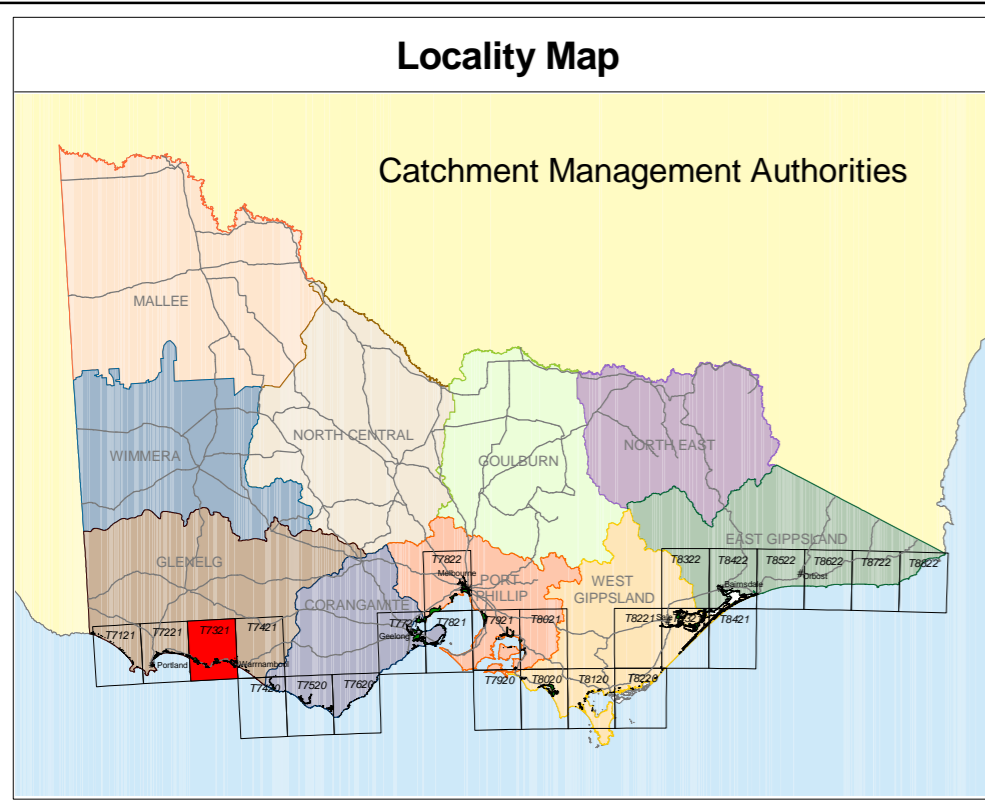 Locality Map
Catchment Management Authorities
MALLEE
NORTH CENTRAL
WIMMERA
GOULBURN
NORTH EAST
EAST GIPPSLAND
GLENELG
CORANGAMITE
PORT
PHILLIP
WEST
GIPPSLAND
T7822
Melbourne
T8322
T8422
T8522
T8622
T8722
T8822
Bairnsdale
Orbost
T7121
T7221
T7321
T7421
Portland
Warrnambool
Geelong
T7821
T7921
T8021
T8221
T8421
T7420
T7520
T7620
T7920
T8020
T8120
T8220